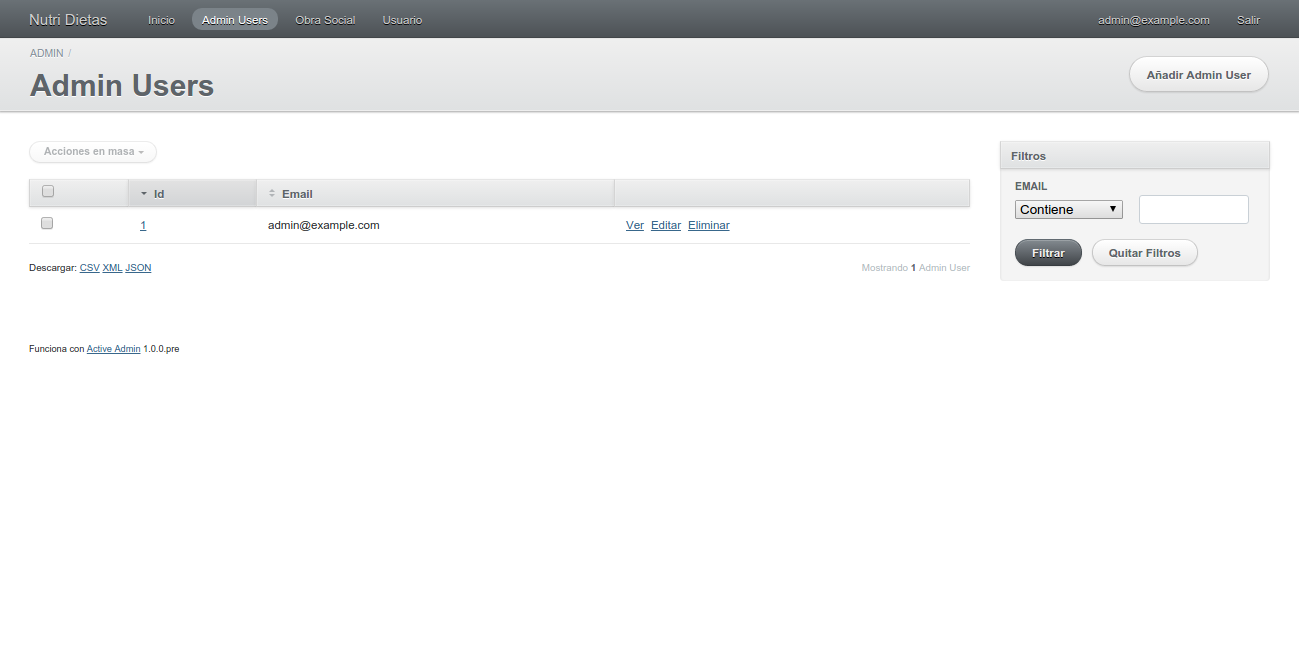 Nutri Dietas Inicio Admin Users Obra Social Usuario admin@example.com Salir
ADMIN /
Admin Users
Añadir Admin User
Acciones en masa
Id Email
1 admin@example.com Ver Editar Eliminar
Descargar: CSV XML JSON
Mostrando 1 Admin User
Filtros
EMAIL
Contiene
Filtrar Quitar Filtros
Funciona con Active Admin 1.0.0.pre